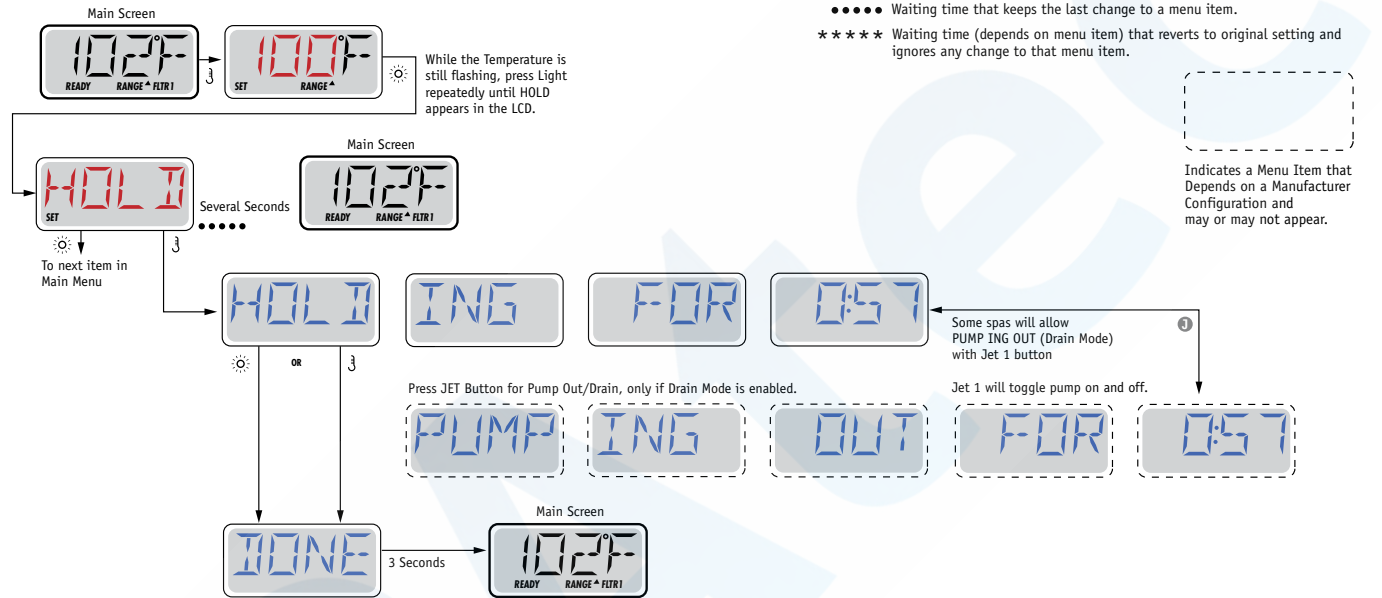 ••••• Waiting time that keeps the last change to a menu item.
***** Waiting time (depends on menu item) that reverts to original setting and
ignores any change to that menu item.
Indicates a Menu Item that
Depends on a Manufacturer
Configuration and
may or may not appear.
Main Screen
102°F
READY RANGE FLTR1
100°F
SET RANGE
While the Temperature is
still flashing, press Light
repeatedly until HOLD
appears in the LCD.
HOLD
SET
Several Seconds
•••••
Main Screen
102°F
READY RANGE FLTR1
To next item in
Main Menu
HOLD
ING
FOR
0:57
Some spas will allow
PUMP ING OUT (Drain Mode)
with Jet 1 button
J
OR
Press JET Button for Pump Out/Drain, only if Drain Mode is enabled.
Jet 1 will toggle pump on and off.
PUMP
ING
OUT
FOR
0:57
DONE
3 Seconds
Main Screen
102°F
READY RANGE FLTR1